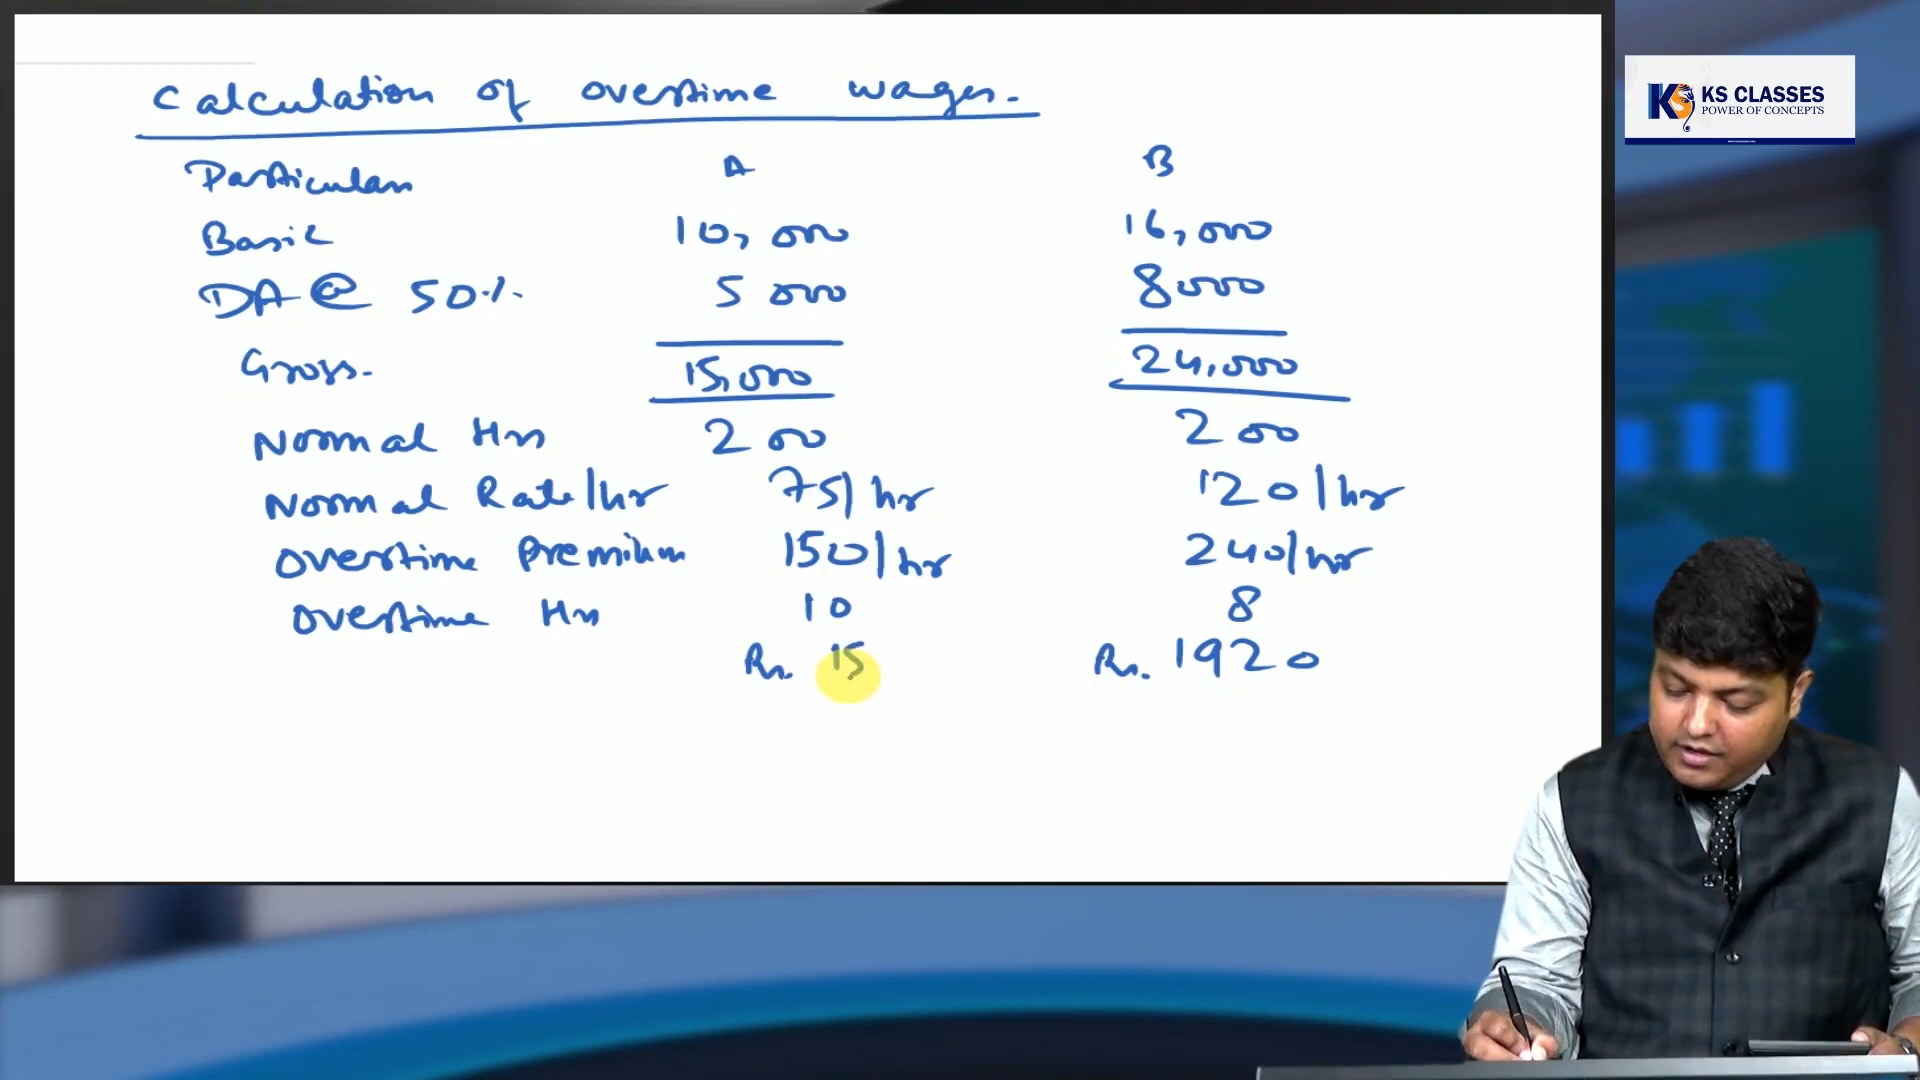 Calculation of overtime wages.
Particulars A B
Basic 10,000 16,000
DA @ 50% 5000 8000
Gross. 15,000 24,000
Normal Hrs 200 200
Normal Rate/hr 75/hr 120/hr
Overtime Premium 150/hr 240/hr
Overtime Hrs 10 8
Rs. 15 Rs. 1920
KS KS CLASSES
POWER OF CONCEPTS